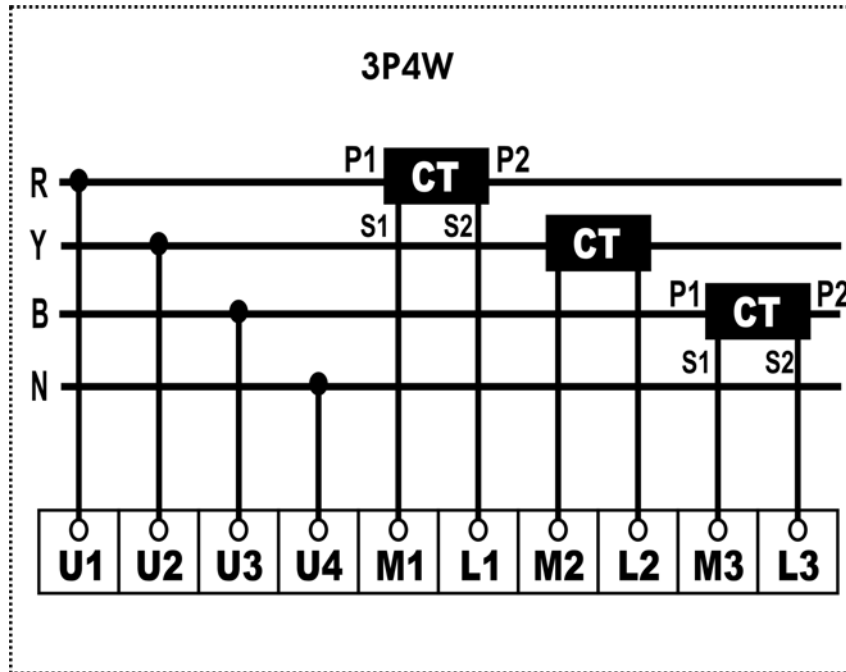 3P4W
R P1 CT P2
S1 S2
Y CT
B P1 CT P2
S1 S2
N
U1 U2 U3 U4 M1 L1 M2 L2 M3 L3